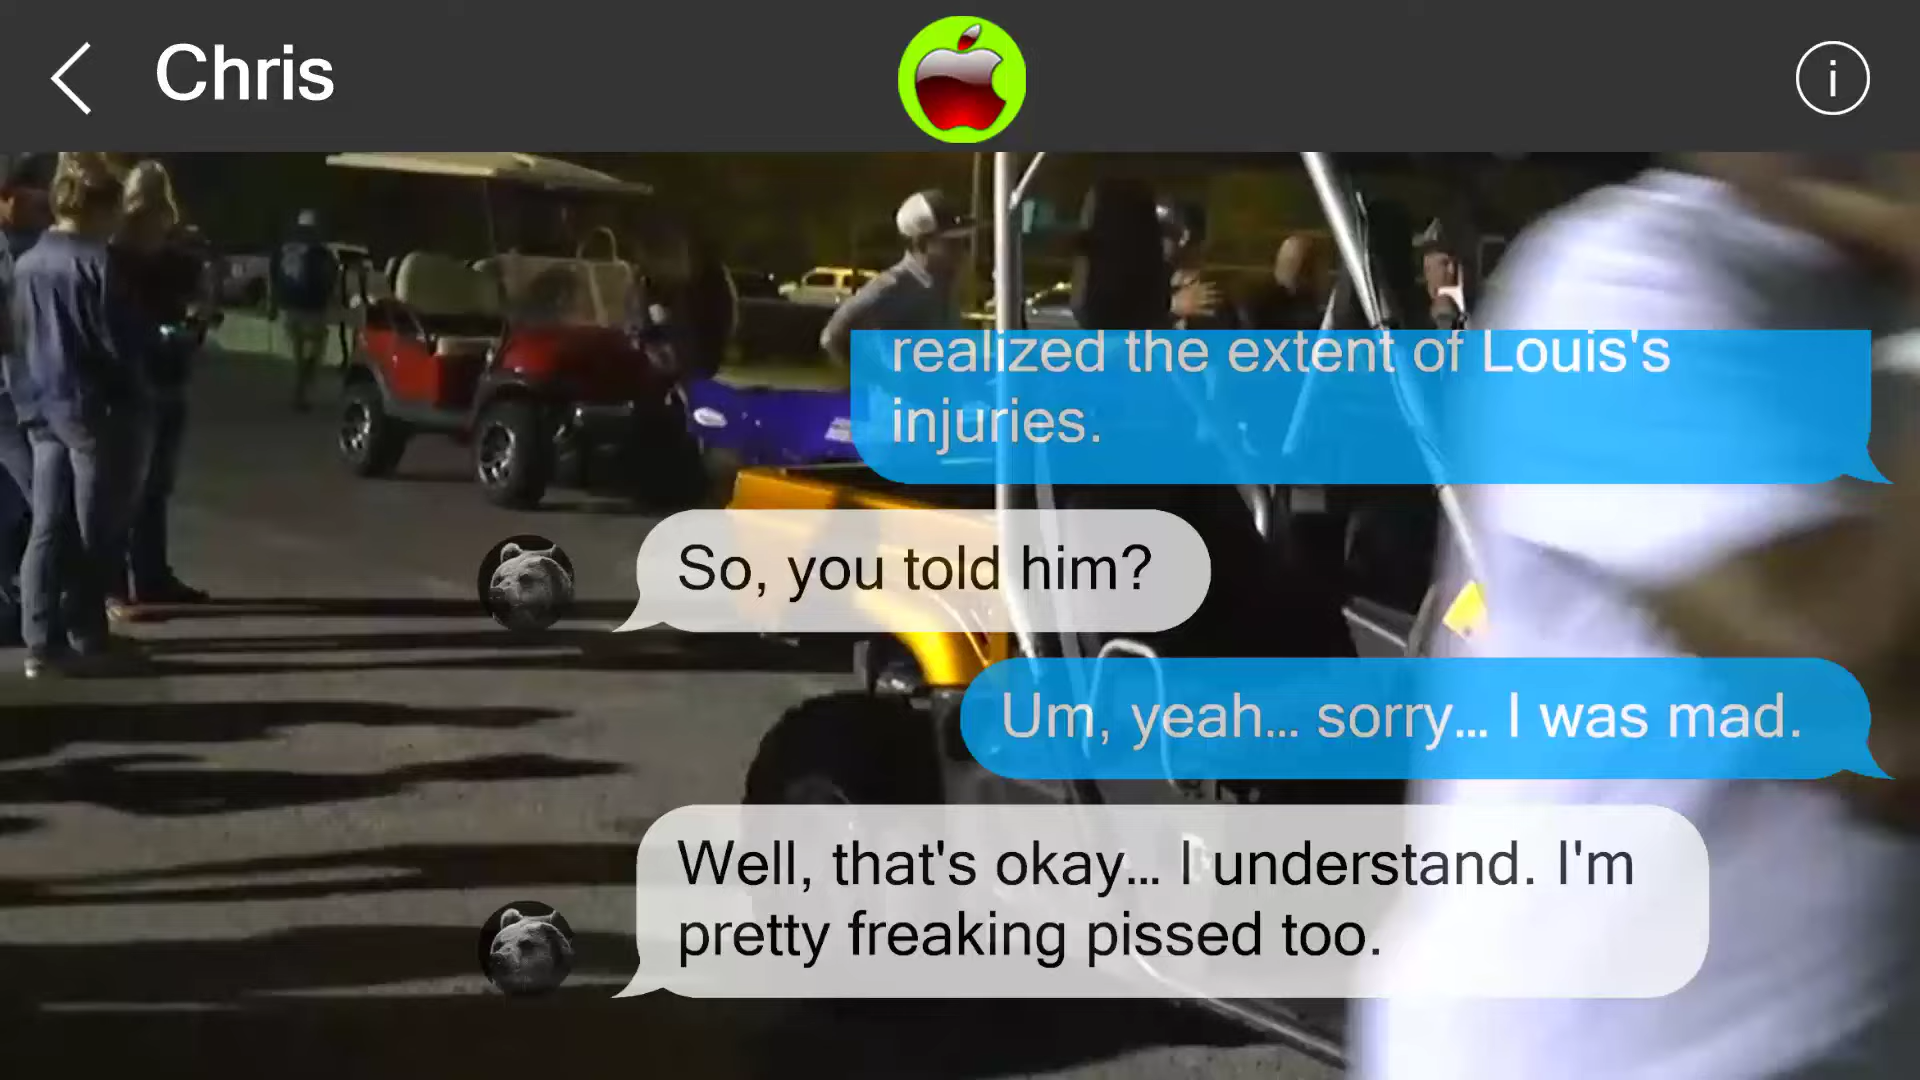 Chris
i
realized the extent of Louis's
injuries.
So, you told him?
Um, yeah... sorry... I was mad.
Well, that's okay... I understand. I'm
pretty freaking pissed too.